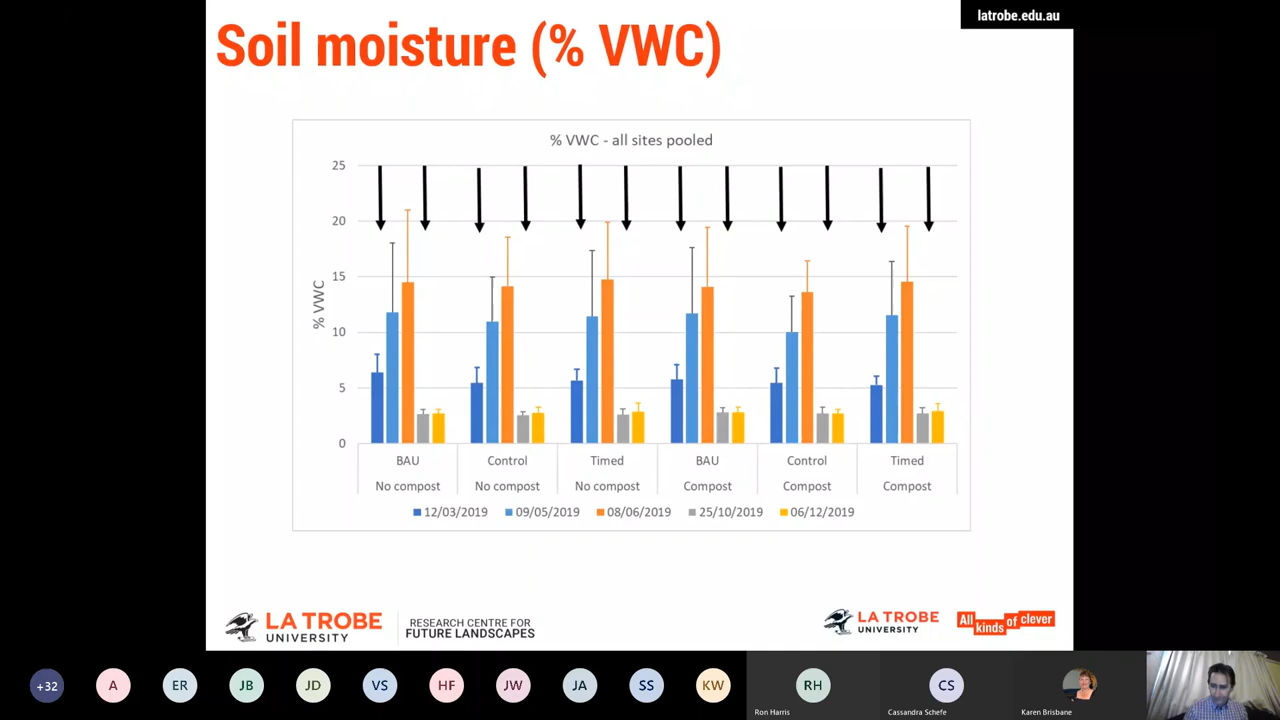 latrobe.edu.au
Soil moisture (% VWC)
% VWC - all sites pooled
25
20
15
10
5
0
% VWC
BAU Control Timed BAU Control Timed
No compost No compost No compost Compost Compost Compost
12/03/2019 09/05/2019 08/06/2019 25/10/2019 06/12/2019
LA TROBE
UNIVERSITY
RESEARCH CENTRE FOR
FUTURE LANDSCAPES
LA TROBE
UNIVERSITY
All kinds of clever
+32 A ER JB JD VS HF JW JA SS KW RH CS
Ron Harris Cassandra Schefe Karen Brisbane